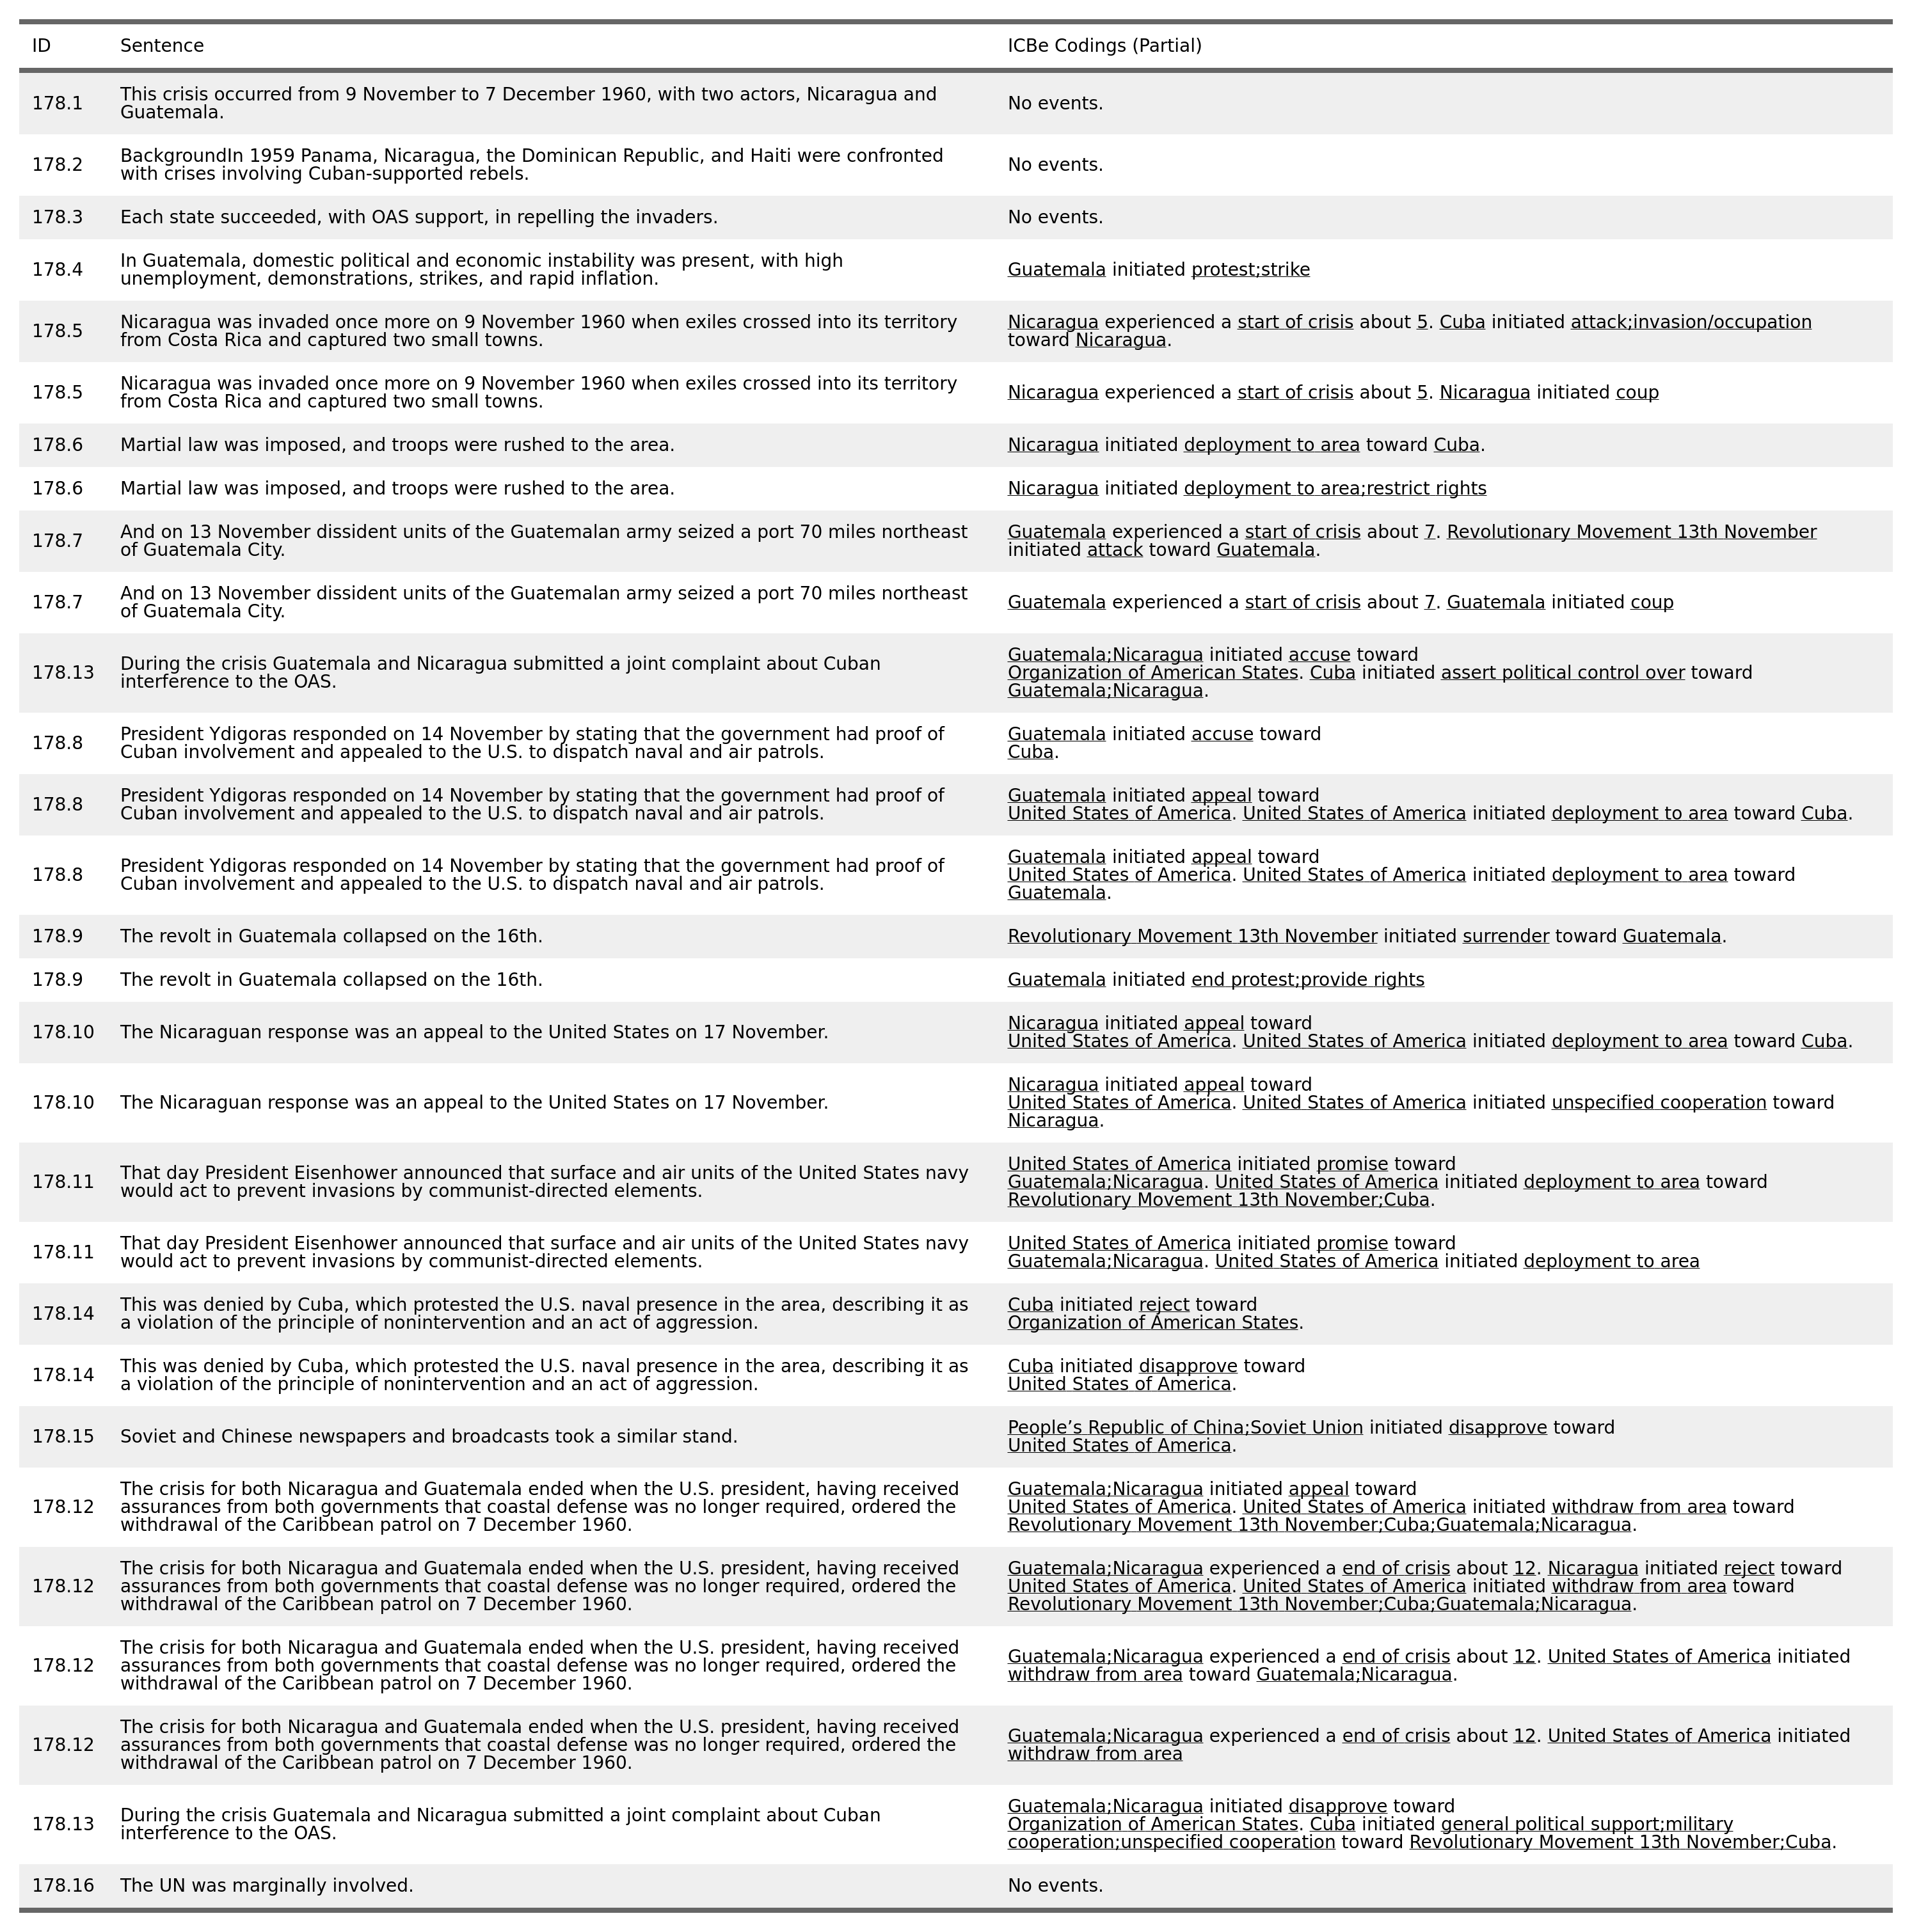 ID Sentence ICBe Codings (Partial)
178.1 This crisis occurred from 9 November to 7 December 1960, with two actors, Nicaragua and
Guatemala.
No events.
178.2 BackgroundIn 1959 Panama, Nicaragua, the Dominican Republic, and Haiti were confronted
with crises involving Cuban-supported rebels.
No events.
178.3 Each state succeeded, with OAS support, in repelling the invaders.
No events.
178.4 In Guatemala, domestic political and economic instability was present, with high
unemployment, demonstrations, strikes, and rapid inflation.
Guatemala initiated protest;strike
178.5 Nicaragua was invaded once more on 9 November 1960 when exiles crossed into its territory
from Costa Rica and captured two small towns.
Nicaragua experienced a start of crisis about 5. Cuba initiated attack;invasion/occupation
toward Nicaragua.
178.5 Nicaragua was invaded once more on 9 November 1960 when exiles crossed into its territory
from Costa Rica and captured two small towns.
Nicaragua experienced a start of crisis about 5. Nicaragua initiated coup
178.6 Martial law was imposed, and troops were rushed to the area.
Nicaragua initiated deployment to area toward Cuba.
178.6 Martial law was imposed, and troops were rushed to the area.
Nicaragua initiated deployment to area;restrict rights
178.7 And on 13 November dissident units of the Guatemalan army seized a port 70 miles northeast
of Guatemala City.
Guatemala experienced a start of crisis about 7. Revolutionary Movement 13th November
initiated attack toward Guatemala.
178.7 And on 13 November dissident units of the Guatemalan army seized a port 70 miles northeast
of Guatemala City.
Guatemala experienced a start of crisis about 7. Guatemala initiated coup
178.13 During the crisis Guatemala and Nicaragua submitted a joint complaint about Cuban
interference to the OAS.
Guatemala;Nicaragua initiated accuse toward
Organization of American States. Cuba initiated assert political control over toward
Guatemala;Nicaragua.
178.8 President Ydigoras responded on 14 November by stating that the government had proof of
Cuban involvement and appealed to the U.S. to dispatch naval and air patrols.
Guatemala initiated accuse toward
Cuba.
178.8 President Ydigoras responded on 14 November by stating that the government had proof of
Cuban involvement and appealed to the U.S. to dispatch naval and air patrols.
Guatemala initiated appeal toward
United States of America. United States of America initiated deployment to area toward Cuba.
178.8 President Ydigoras responded on 14 November by stating that the government had proof of
Cuban involvement and appealed to the U.S. to dispatch naval and air patrols.
Guatemala initiated appeal toward
United States of America. United States of America initiated deployment to area toward
Guatemala.
178.9 The revolt in Guatemala collapsed on the 16th.
Revolutionary Movement 13th November initiated surrender toward Guatemala.
178.9 The revolt in Guatemala collapsed on the 16th.
Guatemala initiated end protest;provide rights
178.10 The Nicaraguan response was an appeal to the United States on 17 November.
Nicaragua initiated appeal toward
United States of America. United States of America initiated deployment to area toward Cuba.
178.10 The Nicaraguan response was an appeal to the United States on 17 November.
Nicaragua initiated appeal toward
United States of America. United States of America initiated unspecified cooperation toward
Nicaragua.
178.11 That day President Eisenhower announced that surface and air units of the United States navy
would act to prevent invasions by communist-directed elements.
United States of America initiated promise toward
Guatemala;Nicaragua. United States of America initiated deployment to area toward
Revolutionary Movement 13th November;Cuba.
178.11 That day President Eisenhower announced that surface and air units of the United States navy
would act to prevent invasions by communist-directed elements.
United States of America initiated promise toward
Guatemala;Nicaragua. United States of America initiated deployment to area
178.14 This was denied by Cuba, which protested the U.S. naval presence in the area, describing it as
a violation of the principle of nonintervention and an act of aggression.
Cuba initiated reject toward
Organization of American States.
178.14 This was denied by Cuba, which protested the U.S. naval presence in the area, describing it as
a violation of the principle of nonintervention and an act of aggression.
Cuba initiated disapprove toward
United States of America.
178.15 Soviet and Chinese newspapers and broadcasts took a similar stand.
People’s Republic of China;Soviet Union initiated disapprove toward
United States of America.
178.12 The crisis for both Nicaragua and Guatemala ended when the U.S. president, having received
assurances from both governments that coastal defense was no longer required, ordered the
withdrawal of the Caribbean patrol on 7 December 1960.
Guatemala;Nicaragua initiated appeal toward
United States of America. United States of America initiated withdraw from area toward
Revolutionary Movement 13th November;Cuba;Guatemala;Nicaragua.
178.12 The crisis for both Nicaragua and Guatemala ended when the U.S. president, having received
assurances from both governments that coastal defense was no longer required, ordered the
withdrawal of the Caribbean patrol on 7 December 1960.
Guatemala;Nicaragua experienced a end of crisis about 12. Nicaragua initiated reject toward
United States of America. United States of America initiated withdraw from area toward
Revolutionary Movement 13th November;Cuba;Guatemala;Nicaragua.
178.12 The crisis for both Nicaragua and Guatemala ended when the U.S. president, having received
assurances from both governments that coastal defense was no longer required, ordered the
withdrawal of the Caribbean patrol on 7 December 1960.
Guatemala;Nicaragua experienced a end of crisis about 12. United States of America initiated
withdraw from area toward Guatemala;Nicaragua.
178.12 The crisis for both Nicaragua and Guatemala ended when the U.S. president, having received
assurances from both governments that coastal defense was no longer required, ordered the
withdrawal of the Caribbean patrol on 7 December 1960.
Guatemala;Nicaragua experienced a end of crisis about 12. United States of America initiated
withdraw from area
178.13 During the crisis Guatemala and Nicaragua submitted a joint complaint about Cuban
interference to the OAS.
Guatemala;Nicaragua initiated disapprove toward
Organization of American States. Cuba initiated general political support;military
cooperation;unspecified cooperation toward Revolutionary Movement 13th November;Cuba.
178.16 The UN was marginally involved.
No events.